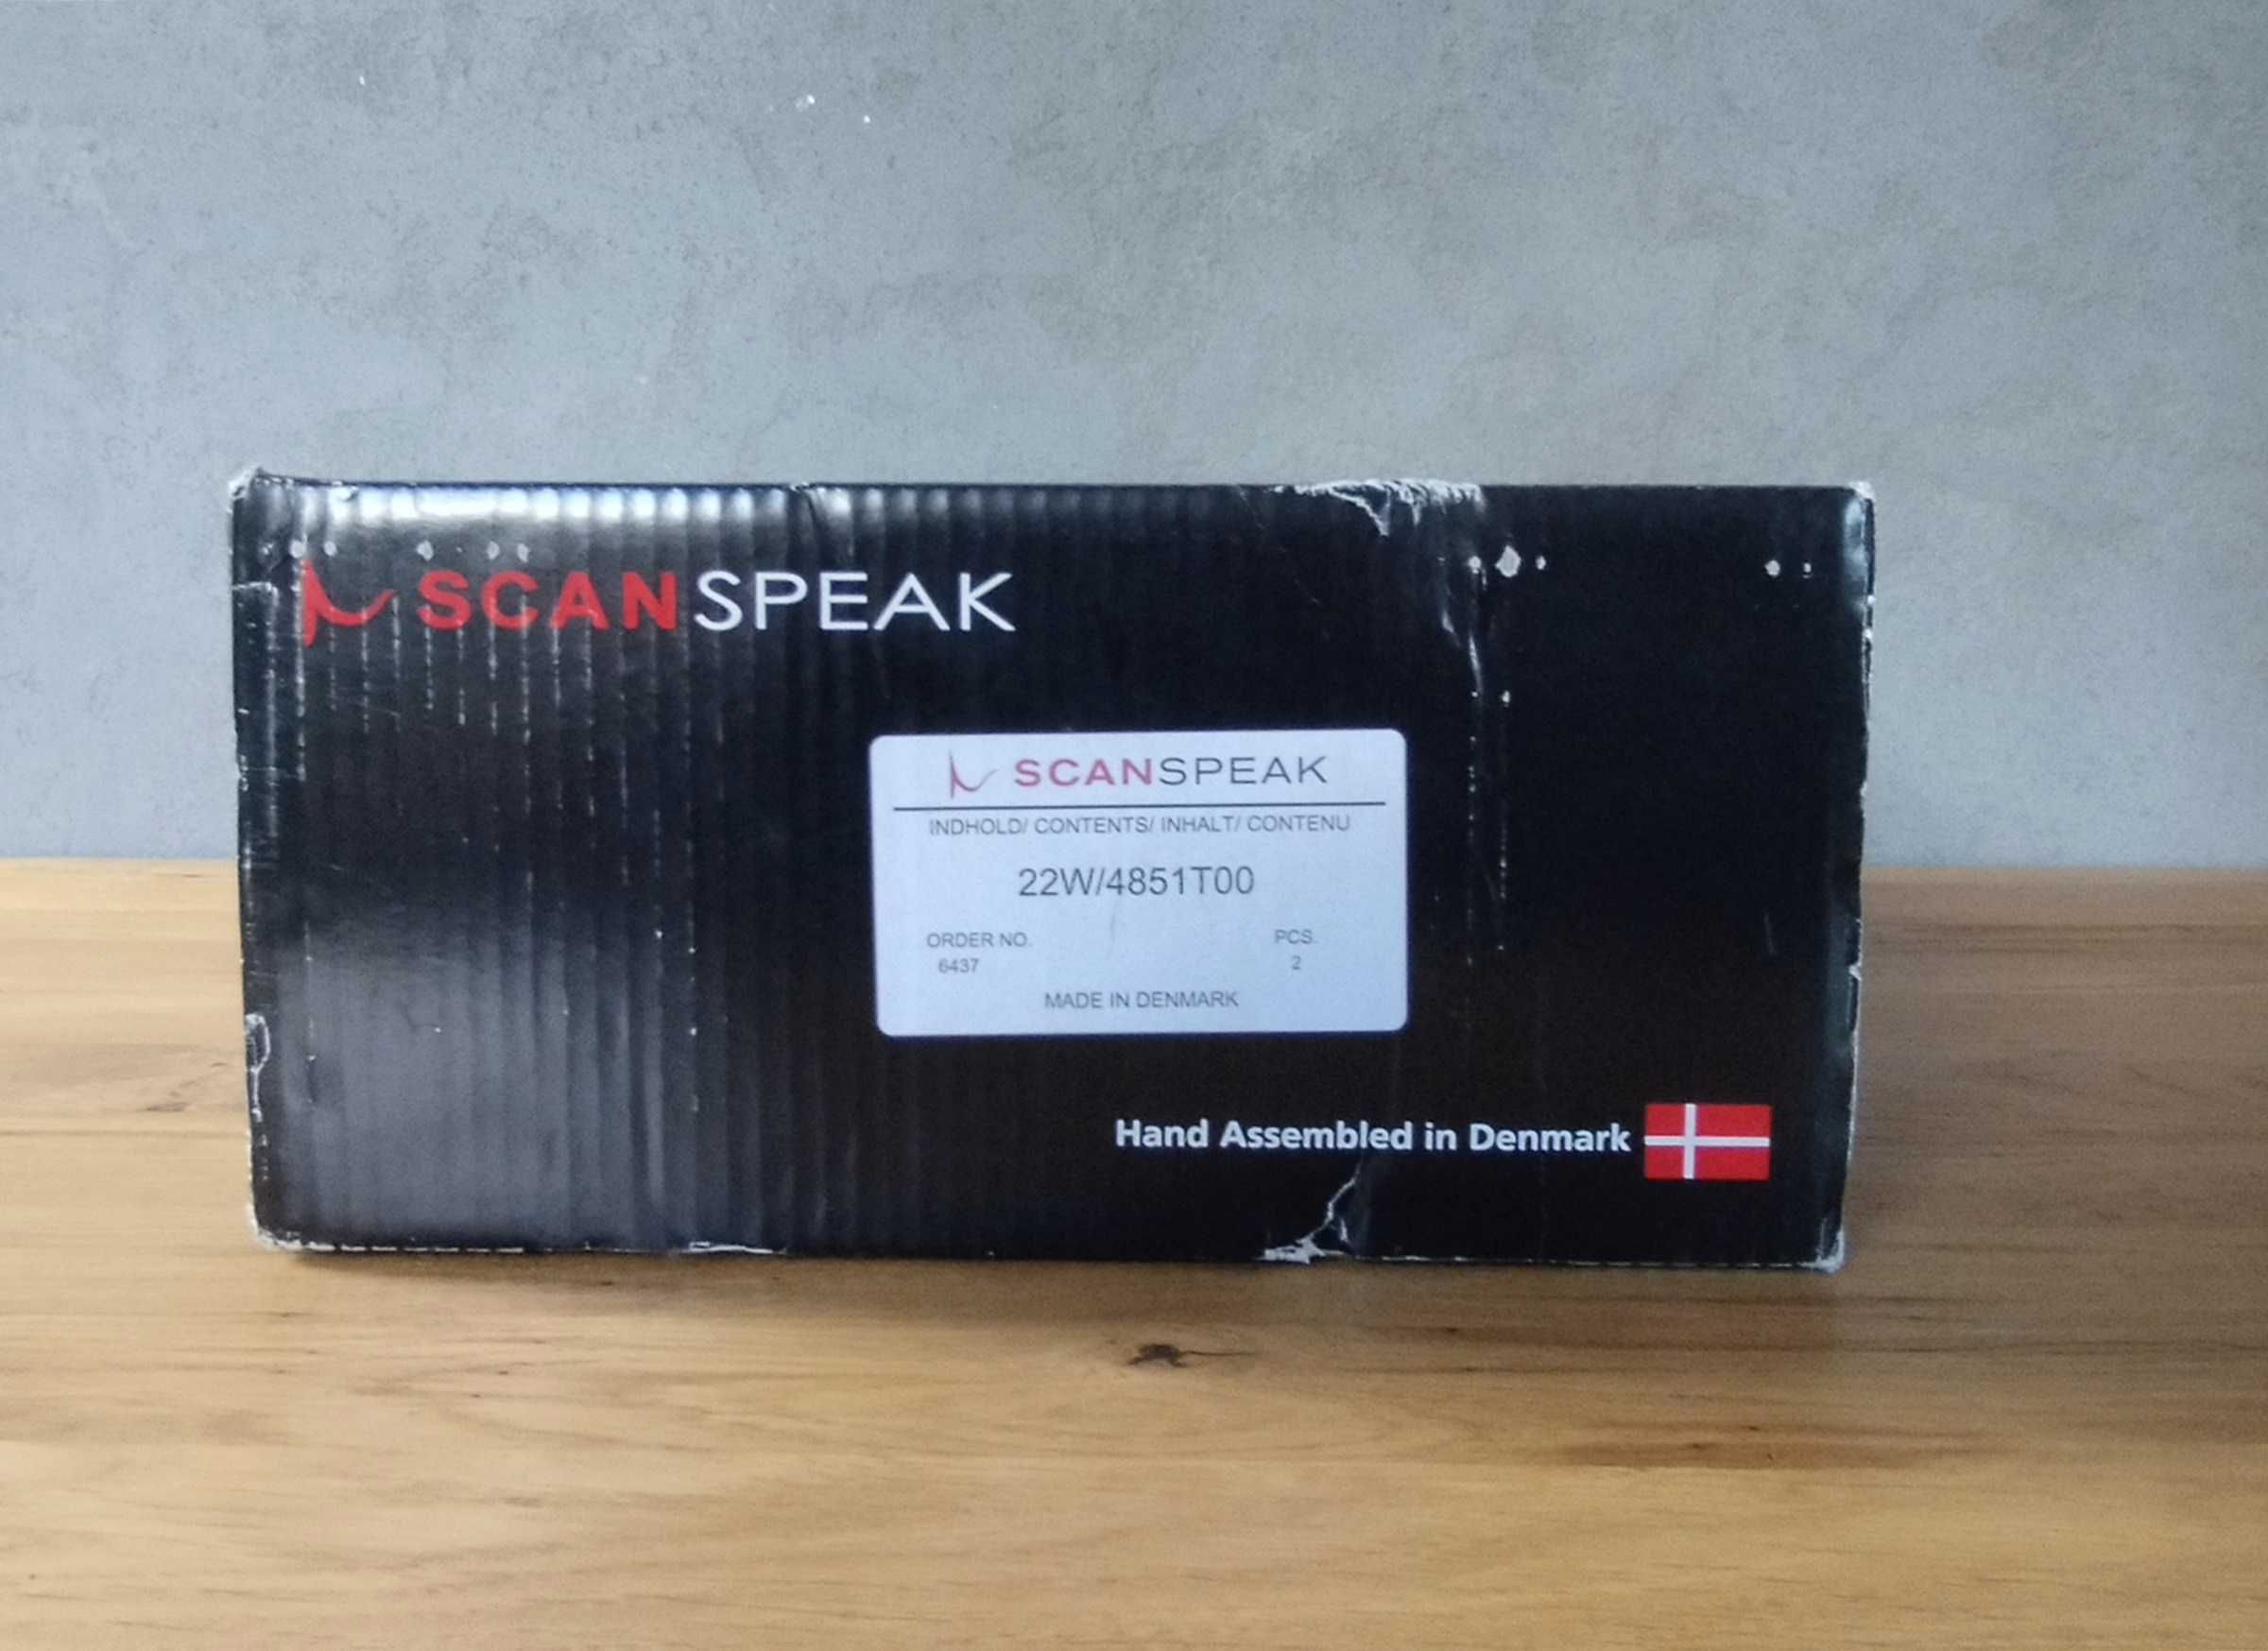 SCANSPEAK
SCANSPEAK
INDHOLD/ CONTENTS/ INHALT/ CONTENU
22W/4851T00
ORDER NO. PCS.
6437 2
MADE IN DENMARK
Hand Assembled in Denmark